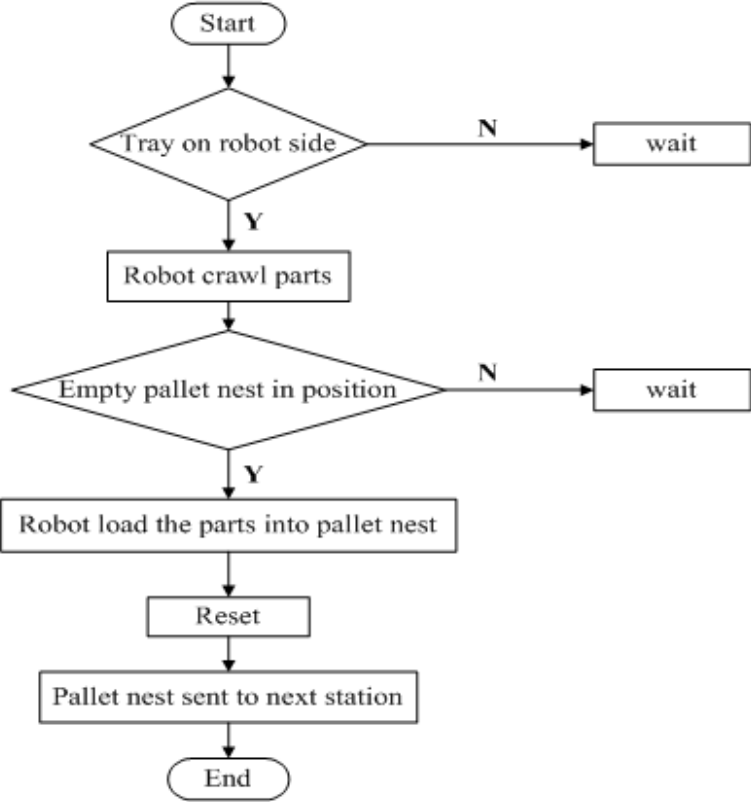 Start
Tray on robot side
N
wait
Y
Robot crawl parts
Empty pallet nest in position
N
wait
Y
Robot load the parts into pallet nest
Reset
Pallet nest sent to next station
End